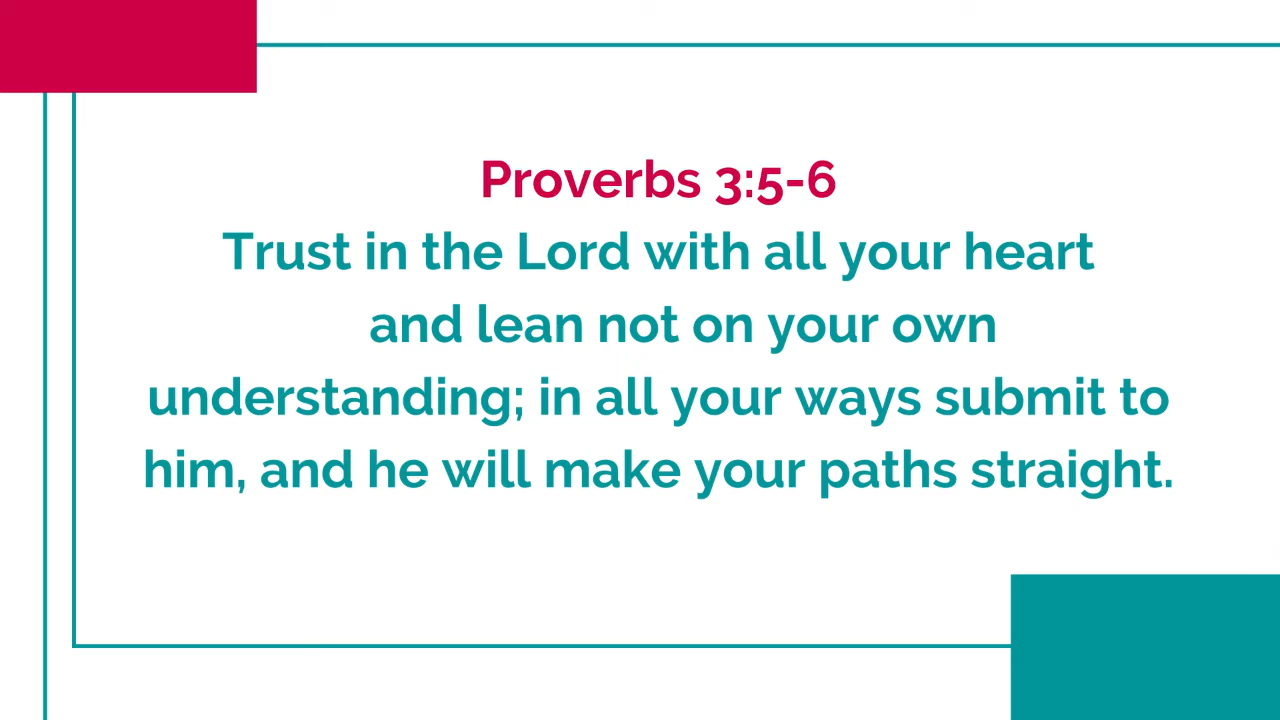 Proverbs 3:5-6
Trust in the Lord with all your heart
and lean not on your own
understanding; in all your ways submit to
him, and he will make your paths straight.